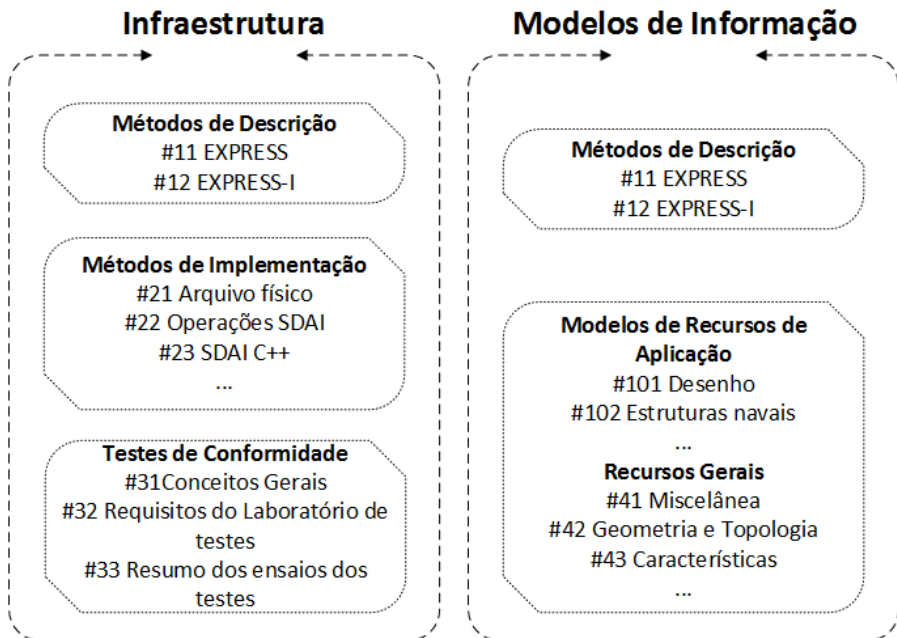 Infraestrutura
Métodos de Descrição
#11 EXPRESS
#12 EXPRESS-I
Métodos de Implementação
#21 Arquivo físico
#22 Operações SDAI
#23 SDAI C++
...
Testes de Conformidade
#31Conceitos Gerais
#32 Requisitos do Laboratório de
testes
#33 Resumo dos ensaios dos
testes
Modelos de Informação
Métodos de Descrição
#11 EXPRESS
#12 EXPRESS-I
Modelos de Recursos de
Aplicação
#101 Desenho
#102 Estruturas navais
...
Recursos Gerais
#41 Miscelânea
#42 Geometria e Topologia
#43 Características
...